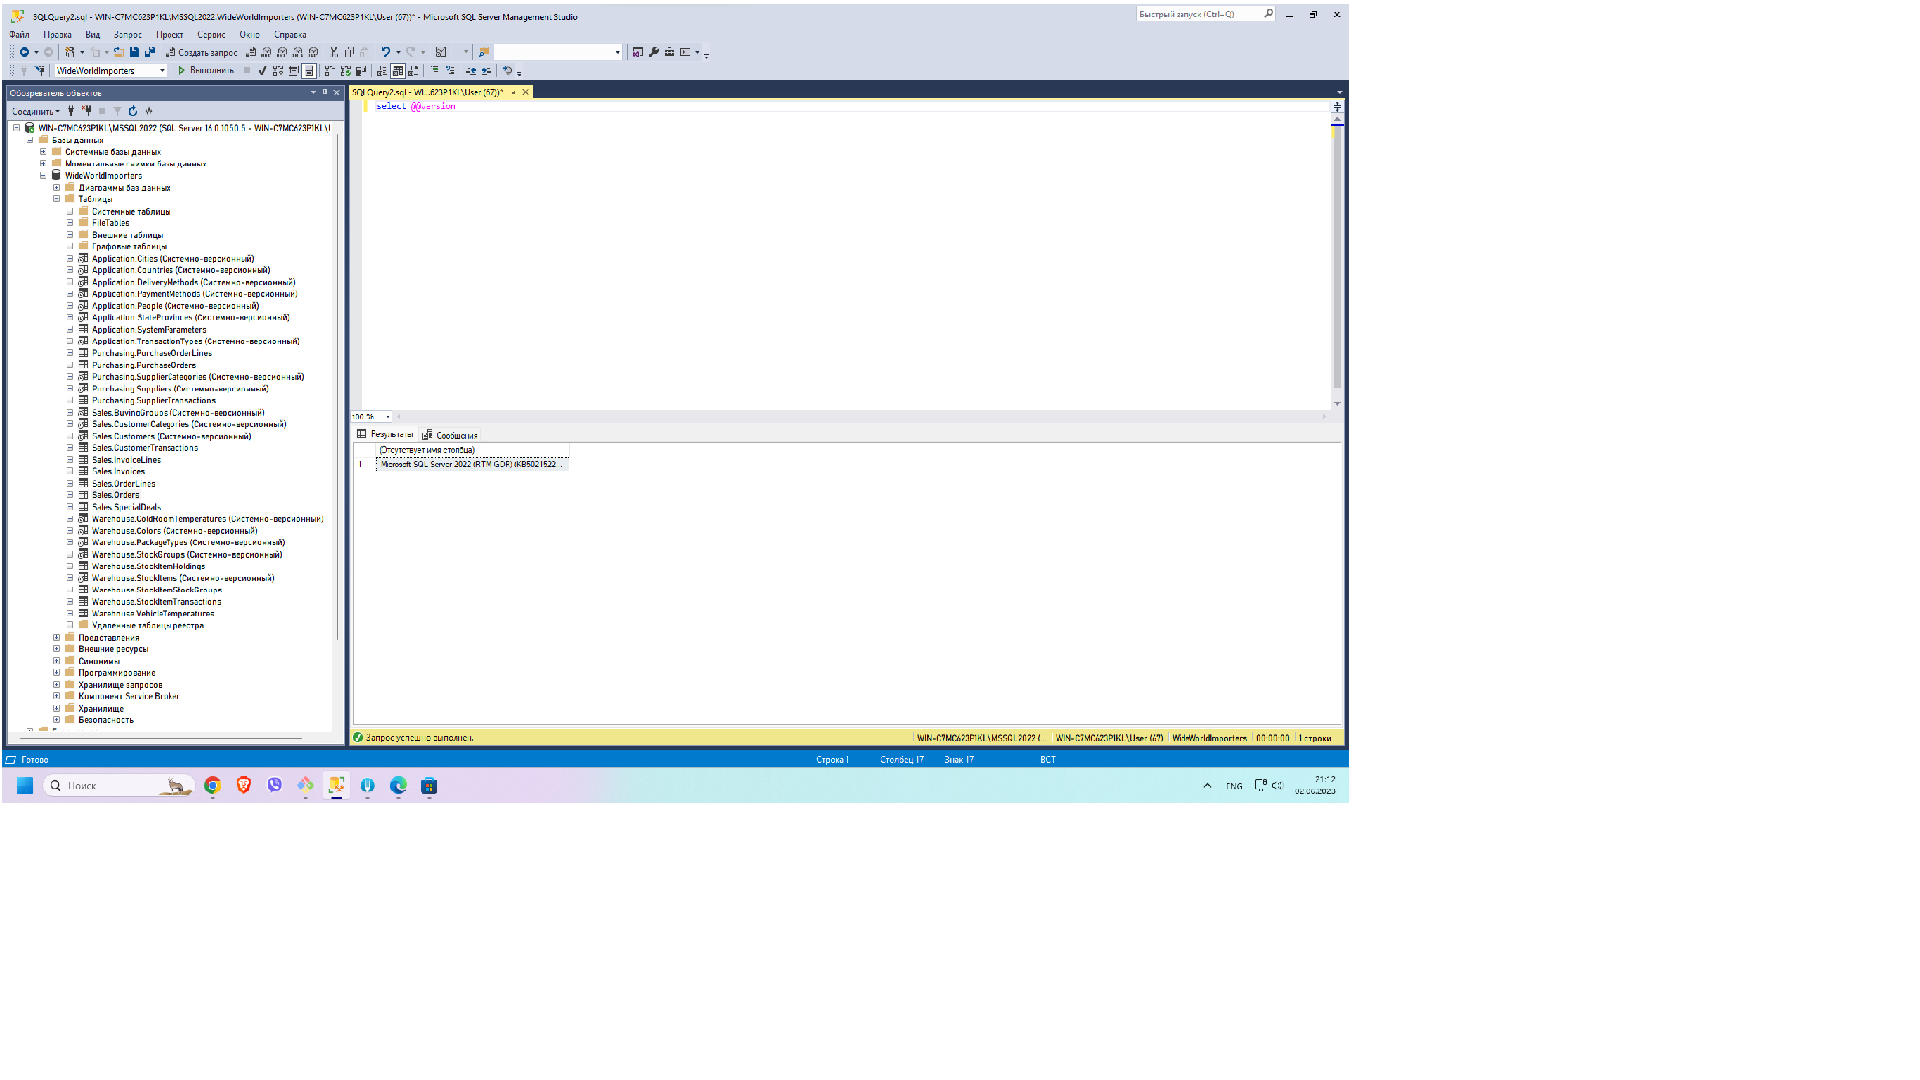 SQLQuery2.sql - WIN-C7MC623P1KL\MSSQL2022.WideWorldImporters (WIN-C7MC623P1KL\User (67))* - Microsoft SQL Server Management Studio
Быстрый запуск (Ctrl+Q)
Файл Правка Вид Запрос Проект Сервис Окно Справка
Создать запрос
WideWorldImporters
Выполнить
Обозреватель объектов
SQLQuery2.sql - WI...623P1KL\User (67))*
Соединить
select @@version
WIN-C7MC623P1KL\MSSQL2022 (SQL Server 16.0.1050.5 - WIN-C7MC623P1KL\
Базы данных
Системные базы данных
Моментальные снимки базы данных
WideWorldImporters
Диаграммы баз данных
Таблицы
Системные таблицы
FileTables
Внешние таблицы
Графовые таблицы
Application.Cities (Системно-версионный)
Application.Countries (Системно-версионный)
Application.DeliveryMethods (Системно-версионный)
Application.PaymentMethods (Системно-версионный)
Application.People (Системно-версионный)
Application.StateProvinces (Системно-версионный)
Application.SystemParameters
Application.TransactionTypes (Системно-версионный)
Purchasing.PurchaseOrderLines
Purchasing.PurchaseOrders
Purchasing.SupplierCategories (Системно-версионный)
Purchasing.Suppliers (Системно-версионный)
Purchasing.SupplierTransactions
Sales.BuyingGroups (Системно-версионный)
Sales.CustomerCategories (Системно-версионный)
Sales.Customers (Системно-версионный)
Sales.CustomerTransactions
Sales.InvoiceLines
Sales.Invoices
Sales.OrderLines
Sales.Orders
Sales.SpecialDeals
Warehouse.ColdRoomTemperatures (Системно-версионный)
Warehouse.Colors (Системно-версионный)
Warehouse.PackageTypes (Системно-версионный)
Warehouse.StockGroups (Системно-версионный)
Warehouse.StockItemHoldings
Warehouse.StockItems (Системно-версионный)
Warehouse.StockItemStockGroups
Warehouse.StockItemTransactions
Warehouse.VehicleTemperatures
Удаленные таблицы реестра
Представления
Внешние ресурсы
Синонимы
Программирование
Хранилище запросов
Компонент Service Broker
Хранилище
Безопасность
100 %
Результаты Сообщения
(Отсутствует имя столбца)
1 Microsoft SQL Server 2022 (RTM-GDR) (KB5021522...
Запрос успешно выполнен. WIN-C7MC623P1KL\MSSQL2022 (... WIN-C7MC623P1KL\User (67) WideWorldImporters 00:00:00 1 строки
Готово Строка 1 Столбец 17 Знак 17 ВСТ
Поиск
ENG
21:12
02.06.2023